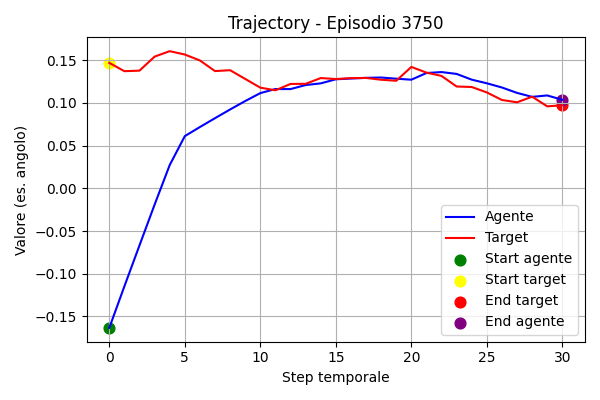 Trajectory - Episodio 3750
Valore (es. angolo)
0.15
0.10
0.05
0.00
−0.05
−0.10
−0.15
0
5
10
15
20
25
30
Step temporale
Agente
Target
Start agente
Start target
End target
End agente